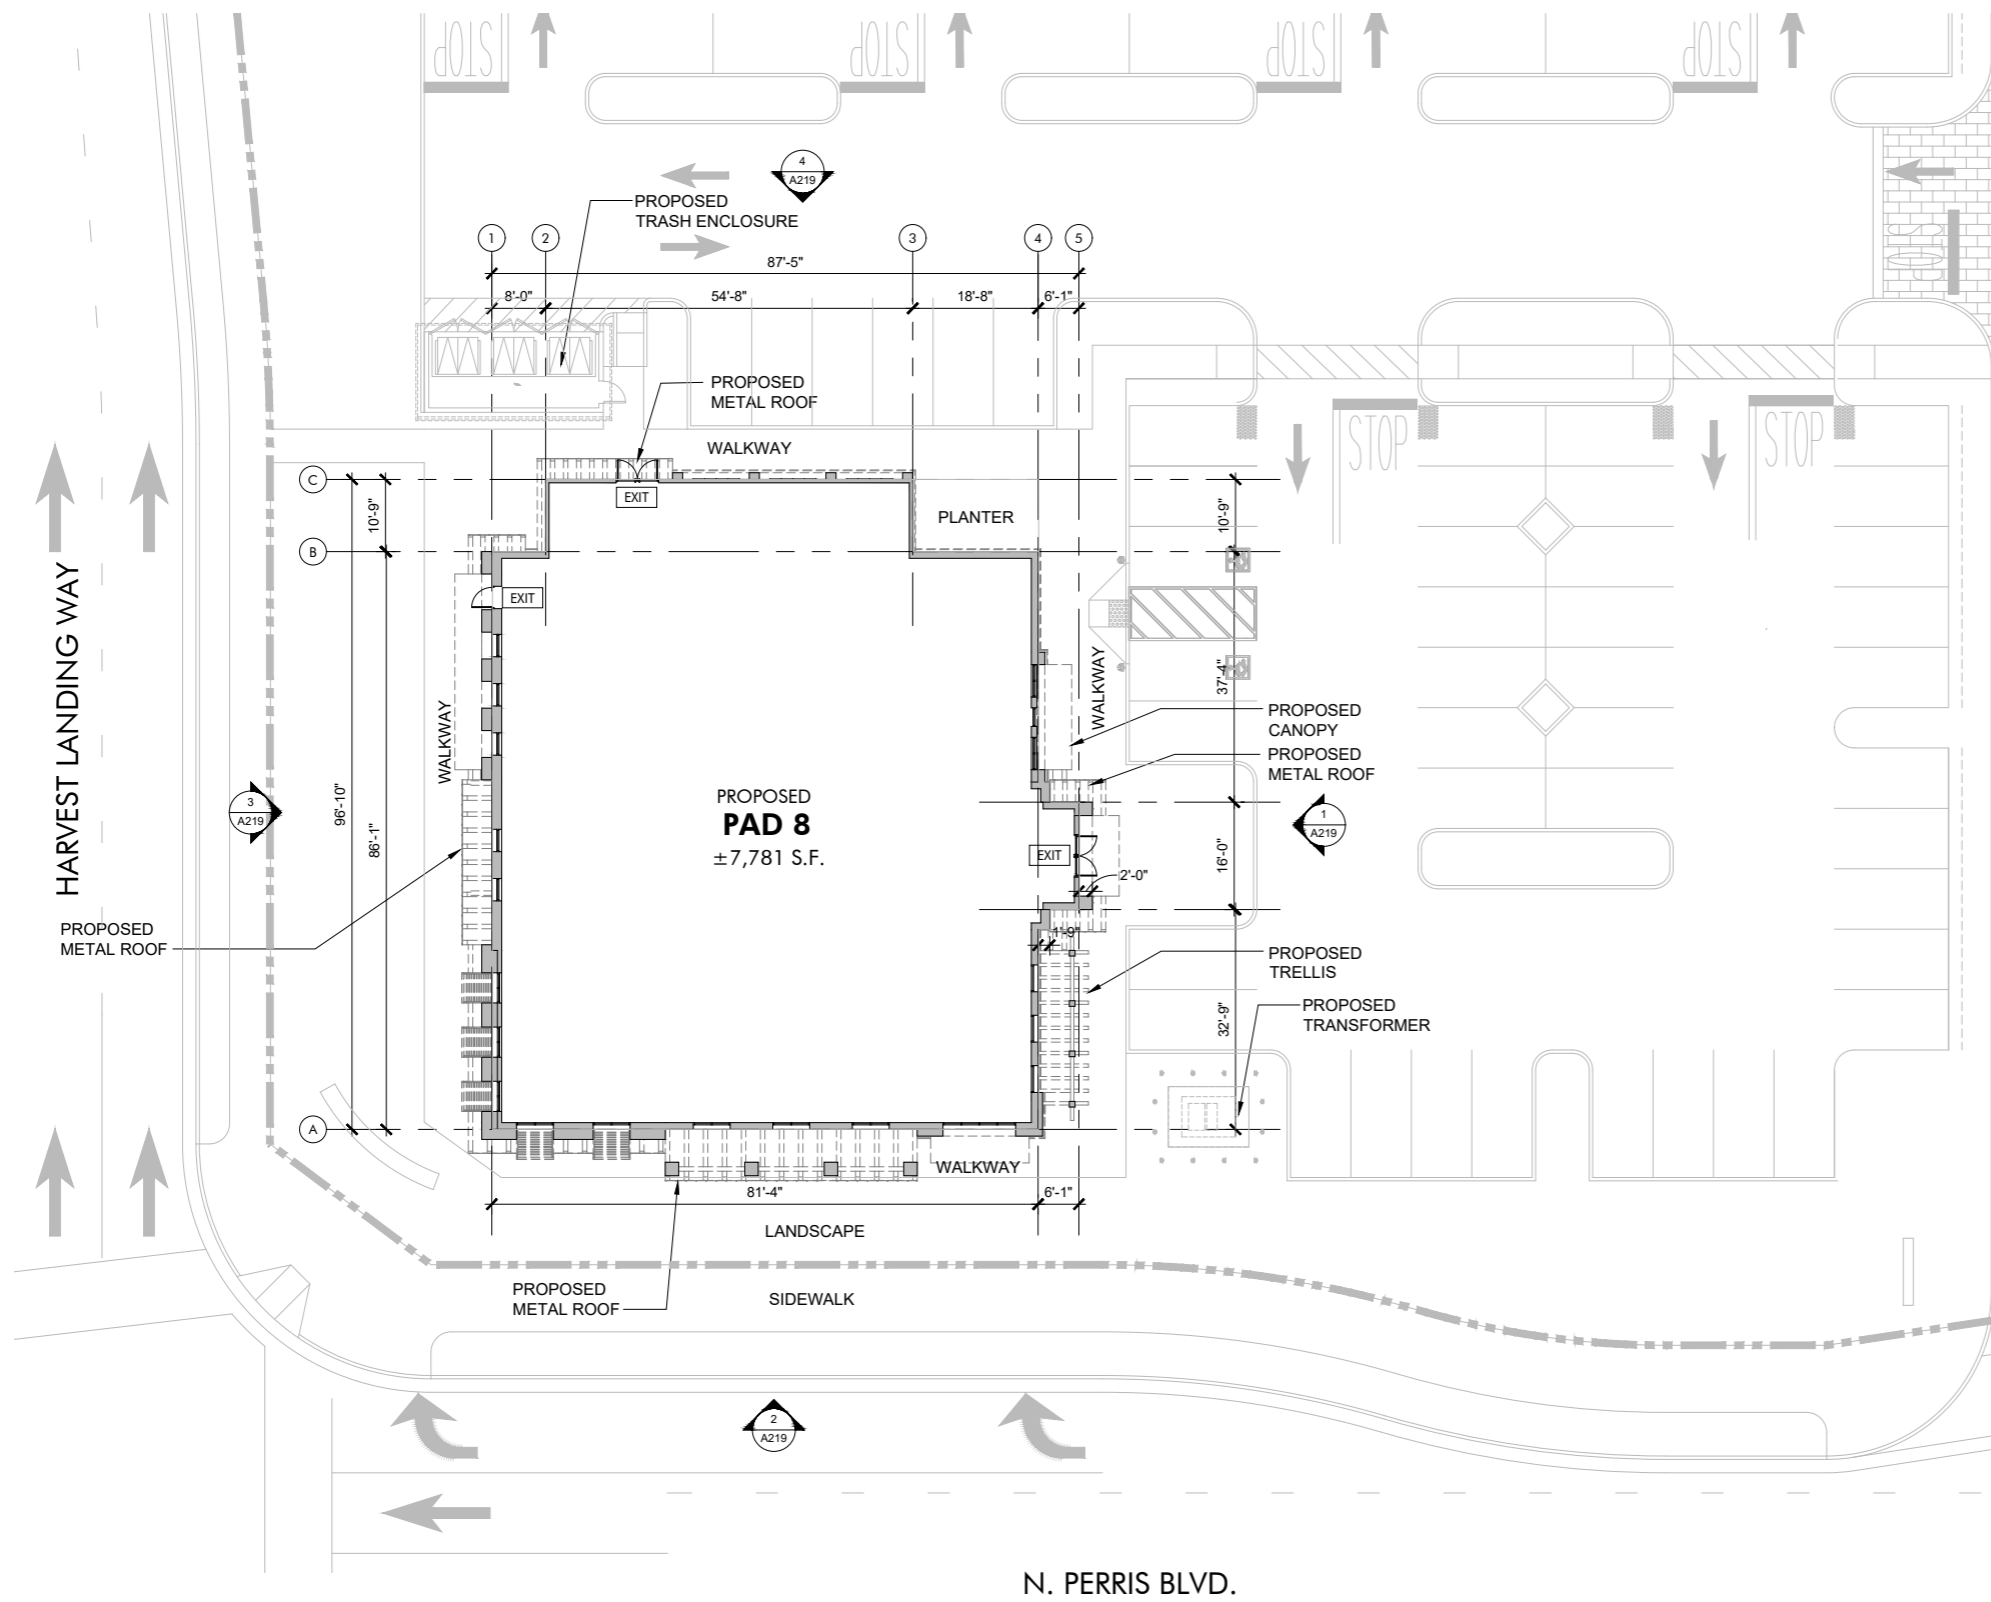 STOP
STOP
STOP
STOP
4
A219
PROPOSED
TRASH ENCLOSURE
1
2
3
4
5
87'-5"
8'-0"
54'-8"
18'-8"
6'-1"
STOP
PROPOSED
METAL ROOF
WALKWAY
STOP
STOP
C
10'-9"
EXIT
PLANTER
10'-9"
B
EXIT
HARVEST LANDING WAY
WALKWAY
WALKWAY
37'-4"
PROPOSED
CANOPY
PROPOSED
METAL ROOF
3
A219
96'-10"
86'-1"
PROPOSED
PAD 8
±7,781 S.F.
1
A219
EXIT
16'-0"
2'-0"
PROPOSED
METAL ROOF
1'-9"
PROPOSED
TRELLIS
PROPOSED
TRANSFORMER
32'-9"
A
WALKWAY
81'-4"
6'-1"
LANDSCAPE
PROPOSED
METAL ROOF
SIDEWALK
2
A219
N. PERRIS BLVD.